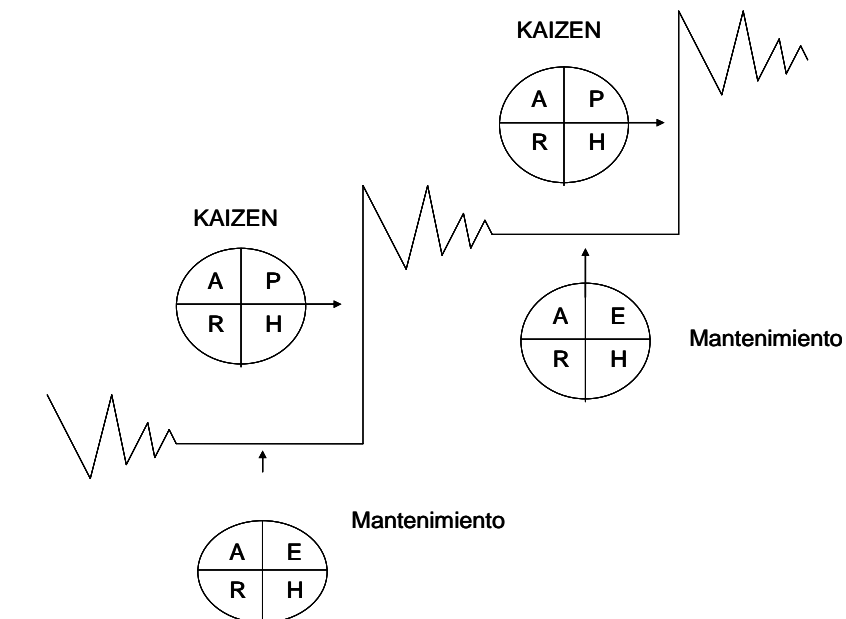 KAIZEN
A P
R H
KAIZEN
A P
R H
A E
R H
Mantenimiento
Mantenimiento
A E
R H